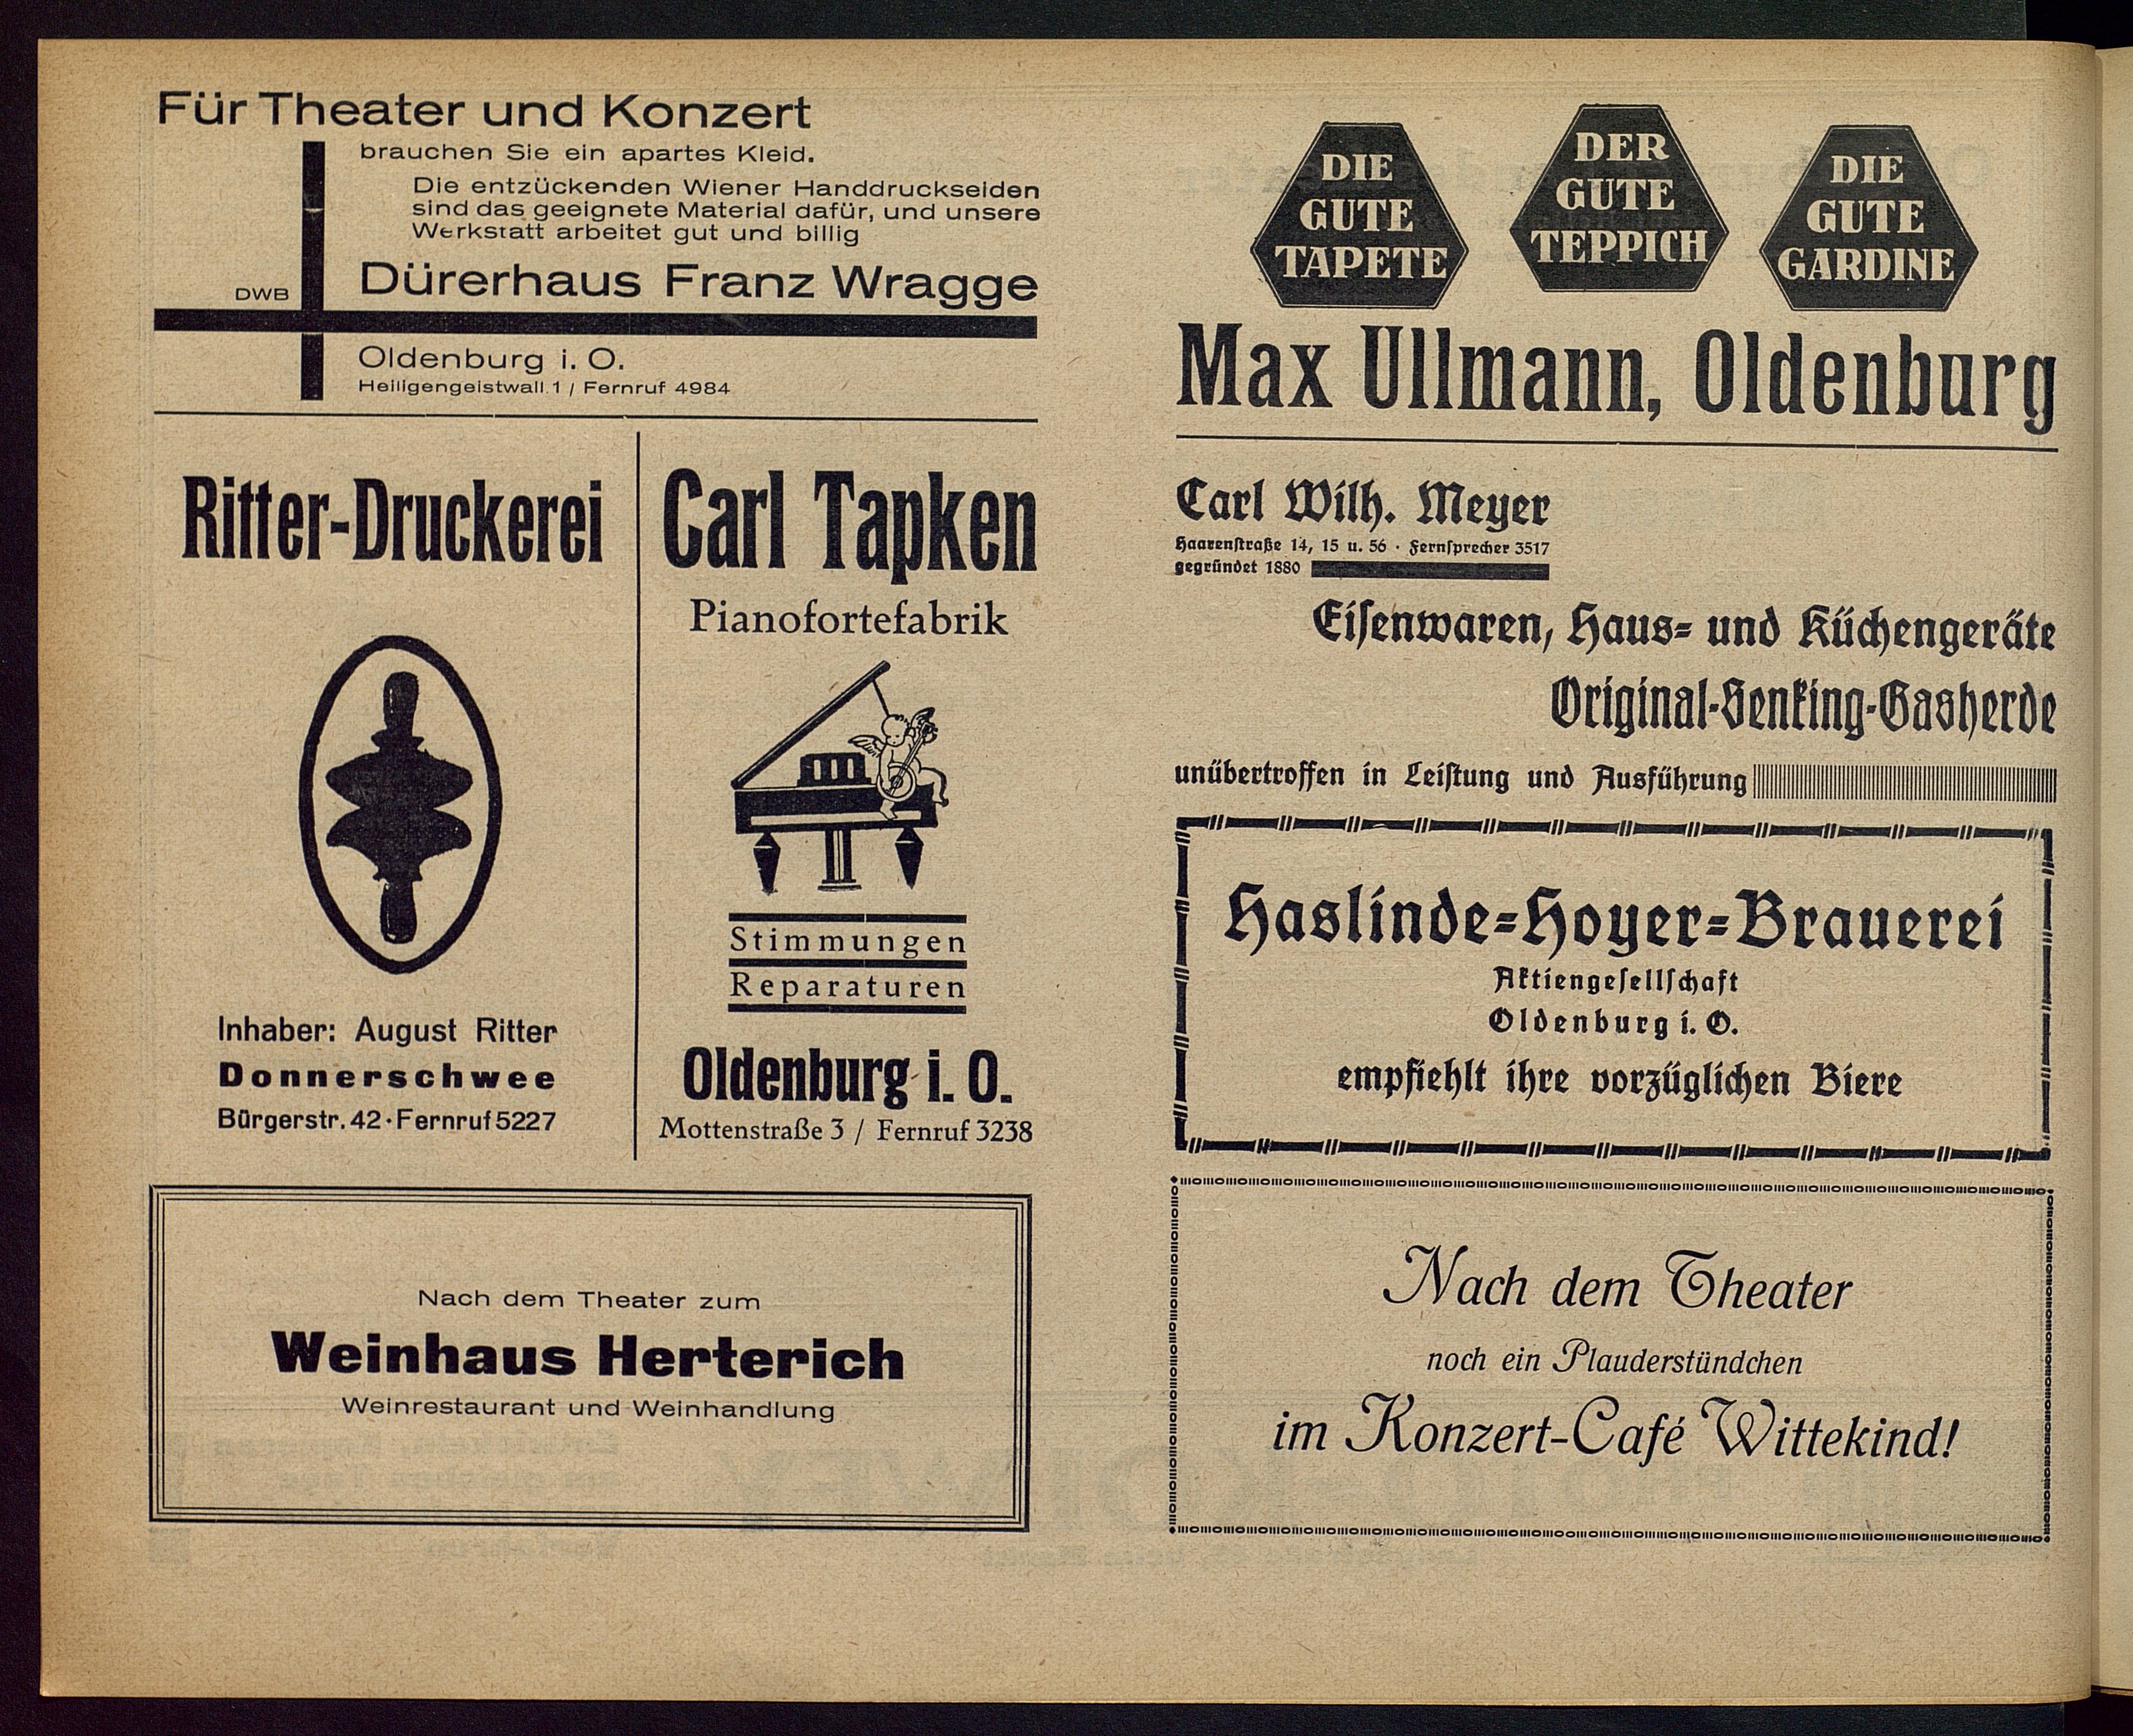 Für Theater und Konzert
brauchen Sie ein apartes Kleid.
Die entzückenden Wiener Handdruckseiden
sind das geeignete Material dafür, und unsere
Werkstatt arbeitet gut und billig
DWB
Dürerhaus Franz Wragge
Oldenburg i. O.
Heiligengeistwall 1 / Fernruf 4984
Ritter-Druckerei
Inhaber: August Ritter
Donnerschwee
Bürgerstr. 42 · Fernruf 5227
Carl Tapken
Pianofortefabrik
Stimmungen
Reparaturen
Oldenburg i. O.
Mottenstraße 3 / Fernruf 3238
Nach dem Theater zum
Weinhaus Herterich
Weinrestaurant und Weinhandlung
DIE
GUTE
TAPETE
DER
GUTE
TEPPICH
DIE
GUTE
GARDINE
Max Ullmann, Oldenburg
Carl Wilh. Meyer
Haarenſtraße 14, 15 u. 56 · Fernſprecher 3517
gegründet 1880
Eiſenwaren, Haus- und Küchengeräte
Original-Senking-Gasherde
unübertroffen in Leiſtung und Ausführung
Haslinde-Hoyer-Brauerei
Aktiengeſellſchaft
Oldenburg i. O.
empfiehlt ihre vorzüglichen Biere
Nach dem Theater
noch ein Plauderstündchen
im Konzert-Café Wittekind!